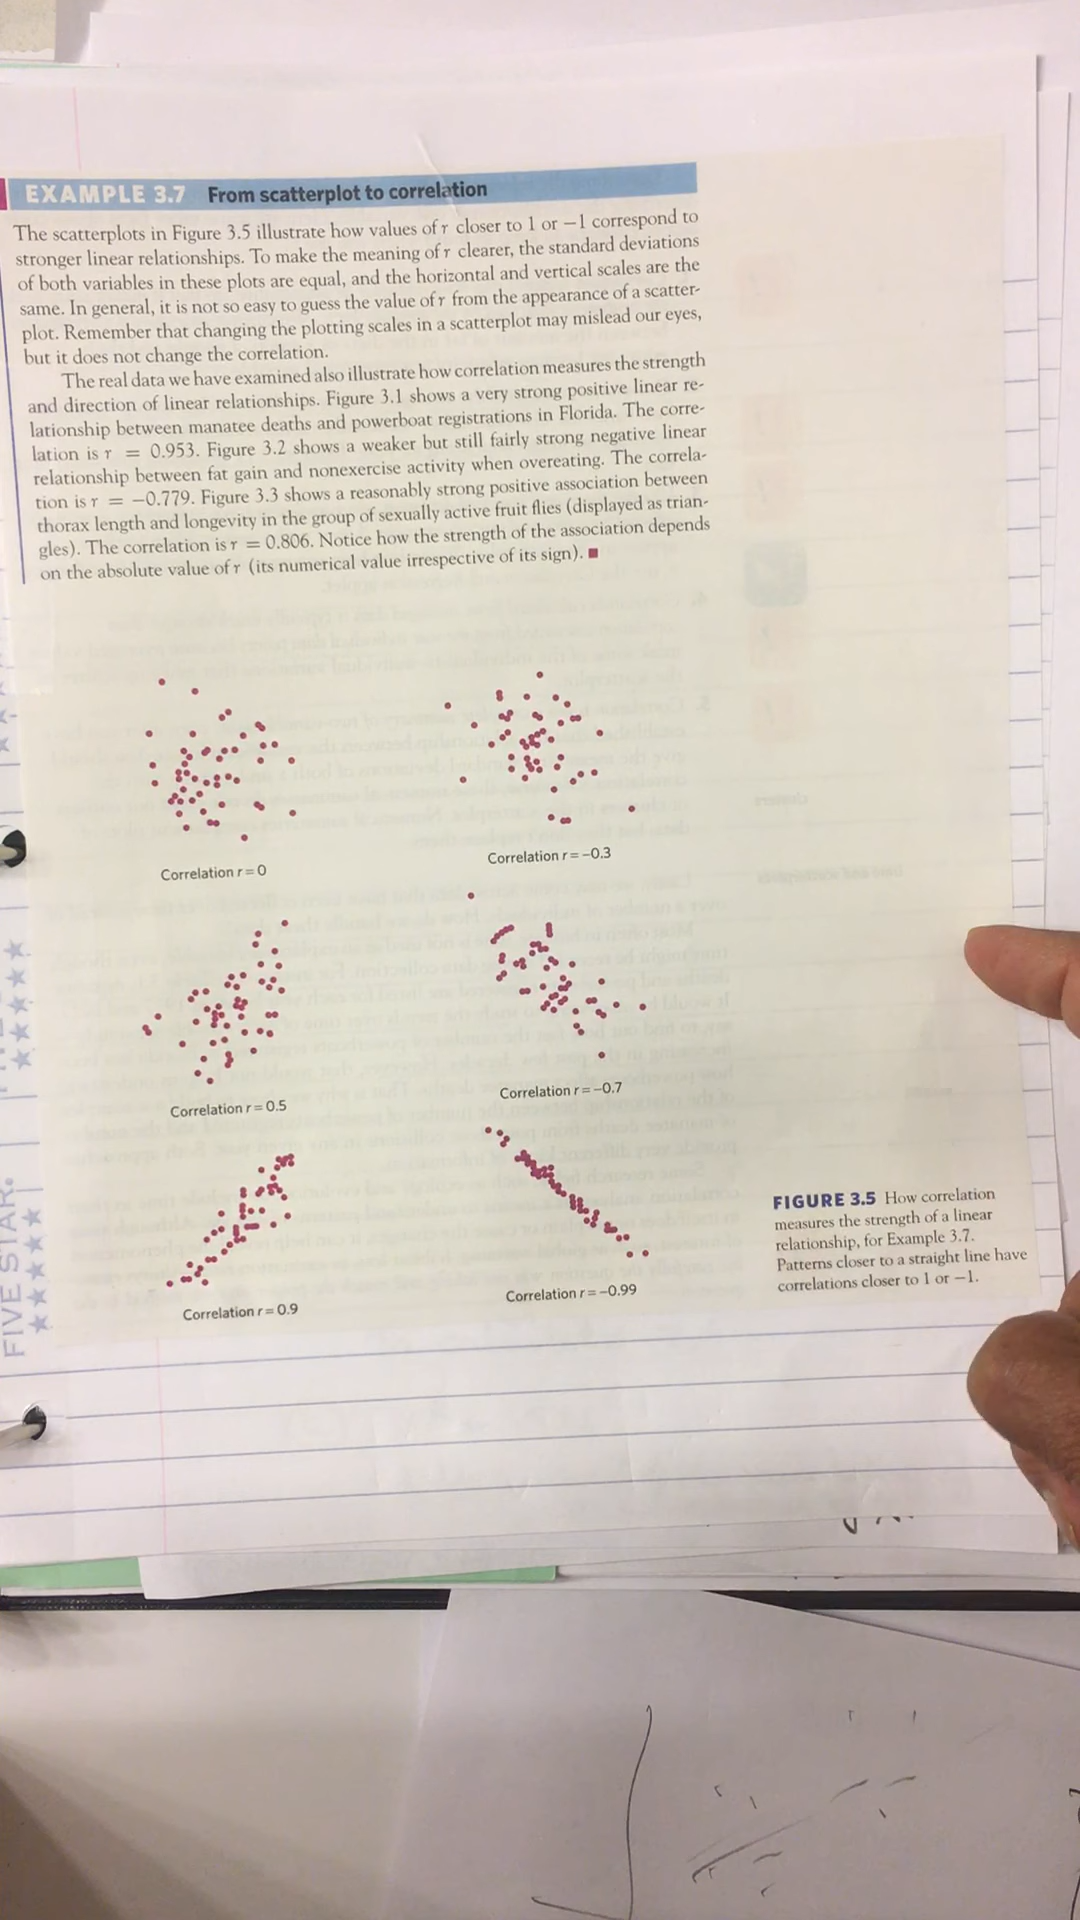 EXAMPLE 3.7 From scatterplot to correlation
The scatterplots in Figure 3.5 illustrate how values of r closer to 1 or −1 correspond to
stronger linear relationships. To make the meaning of r clearer, the standard deviations
of both variables in these plots are equal, and the horizontal and vertical scales are the
same. In general, it is not so easy to guess the value of r from the appearance of a scatter-
plot. Remember that changing the plotting scales in a scatterplot may mislead our eyes,
but it does not change the correlation.
The real data we have examined also illustrate how correlation measures the strength
and direction of linear relationships. Figure 3.1 shows a very strong positive linear re-
lationship between manatee deaths and powerboat registrations in Florida. The corre-
lation is r = 0.953. Figure 3.2 shows a weaker but still fairly strong negative linear
relationship between fat gain and nonexercise activity when overeating. The correla-
tion is r = −0.779. Figure 3.3 shows a reasonably strong positive association between
thorax length and longevity in the group of sexually active fruit flies (displayed as trian-
gles). The correlation is r = 0.806. Notice how the strength of the association depends
on the absolute value of r (its numerical value irrespective of its sign). ■
Correlation r = 0
Correlation r = −0.3
Correlation r = 0.5
Correlation r = −0.7
Correlation r = 0.9
Correlation r = −0.99
FIGURE 3.5 How correlation
measures the strength of a linear
relationship, for Example 3.7.
Patterns closer to a straight line have
correlations closer to 1 or −1.
FIVE STAR.